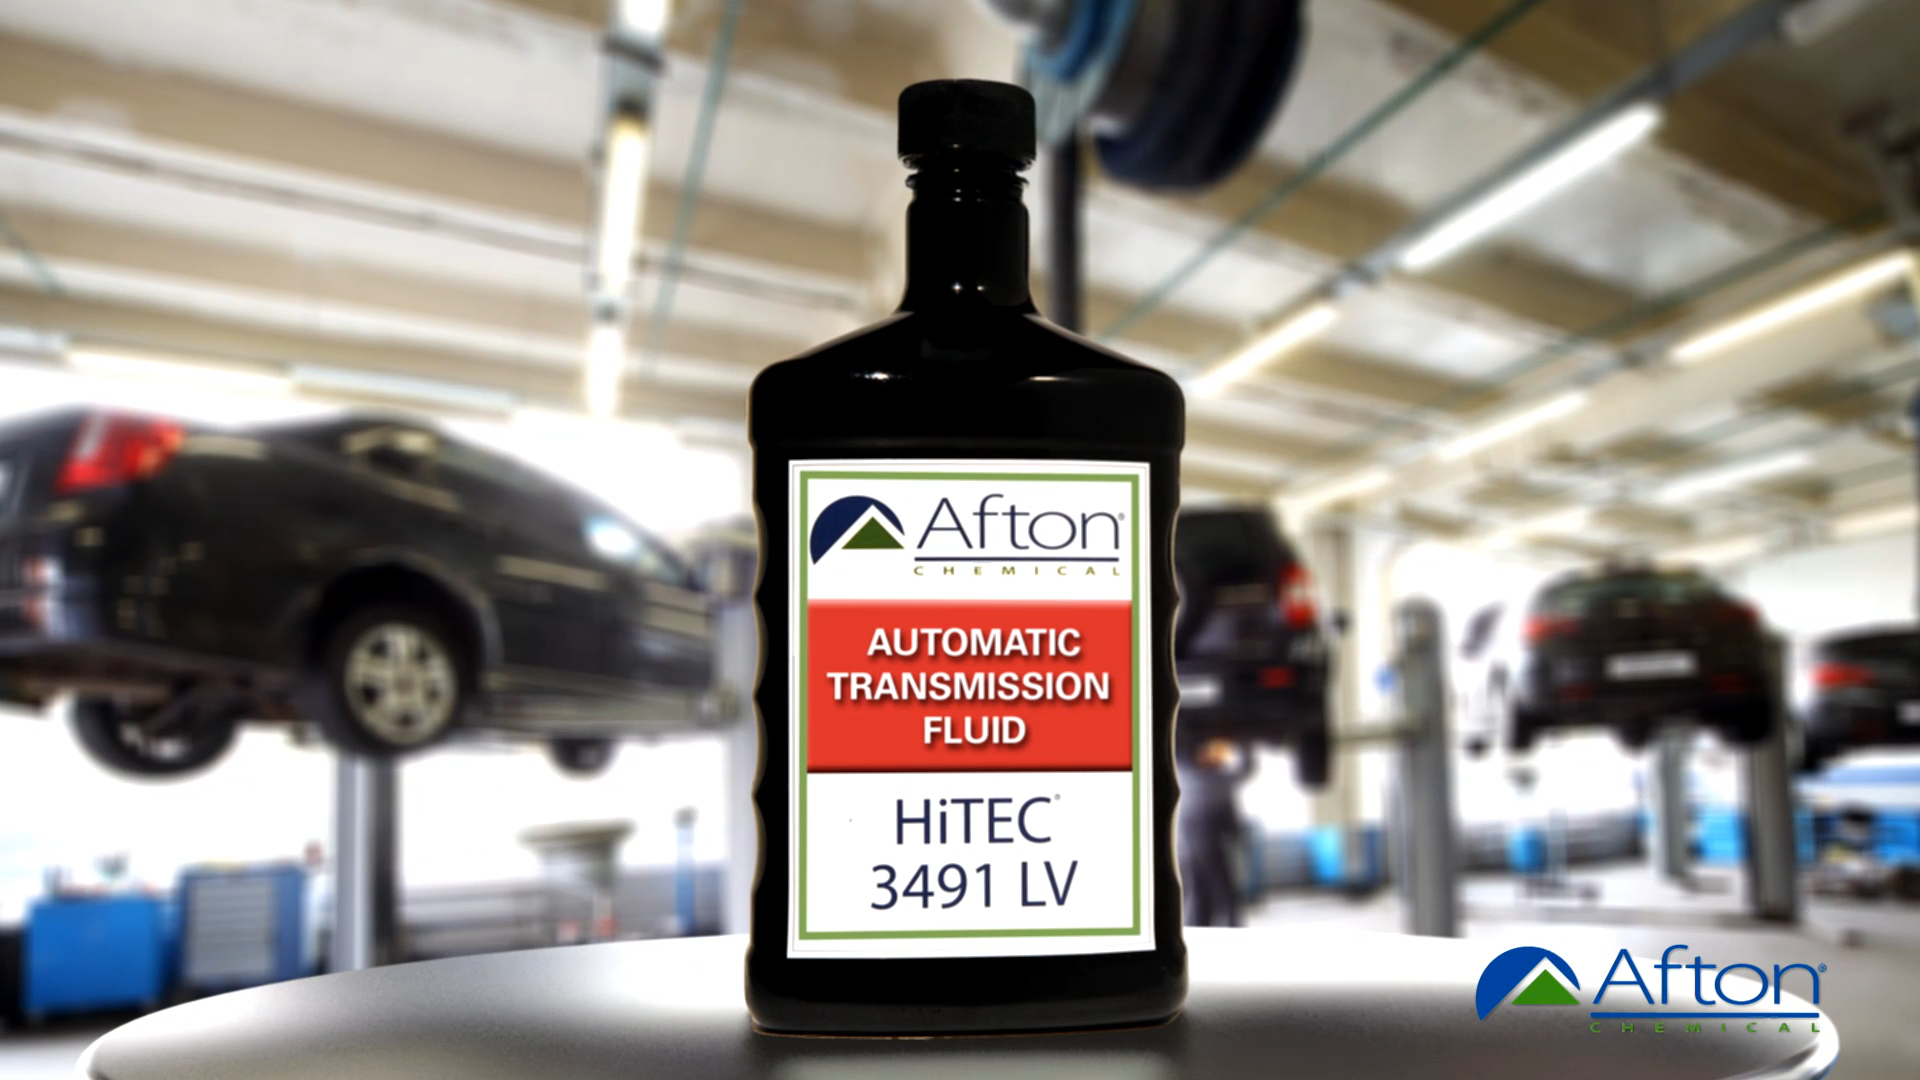 Afton®
CHEMICAL
AUTOMATIC
TRANSMISSION
FLUID
HiTEC®
3491 LV
Afton®
CHEMICAL